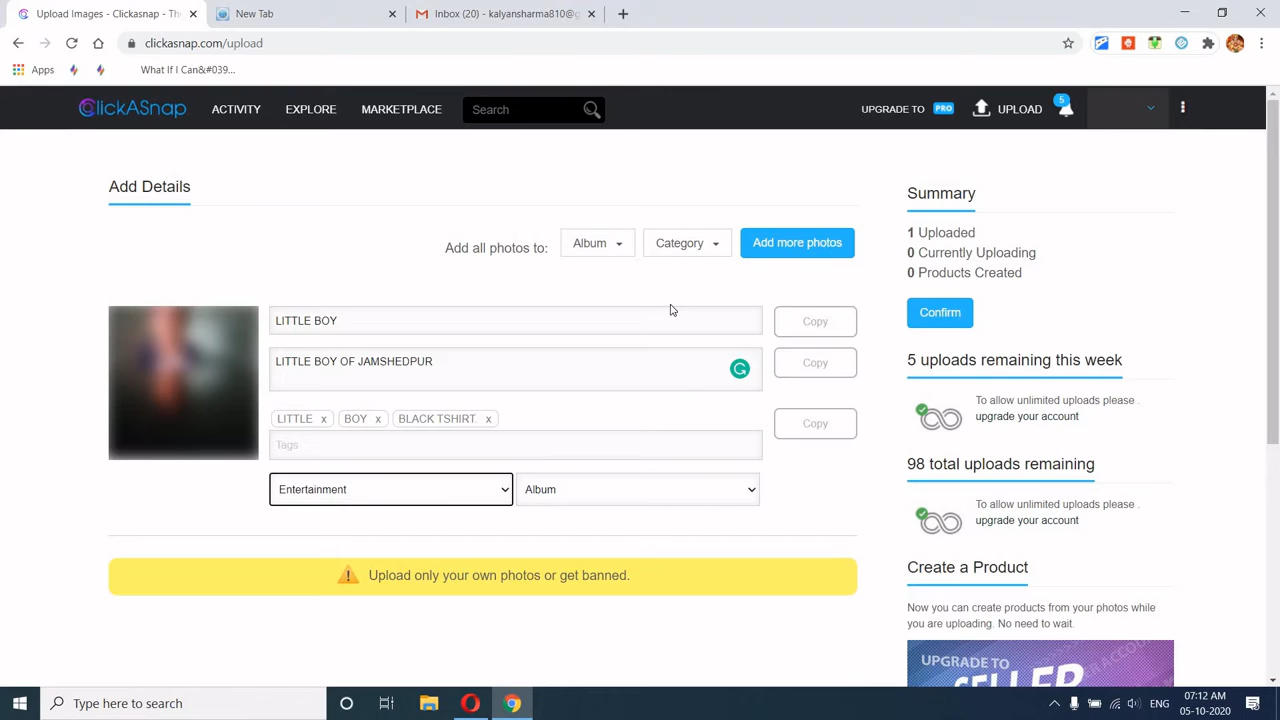 Upload Images - Clickasnap - The
New Tab
Inbox (20) - kalyansharma810@g
clickasnap.com/upload
Apps
What If I Can&#039...
ClickASnap
ACTIVITY
EXPLORE
MARKETPLACE
Search
UPGRADE TO PRO
UPLOAD
5
Add Details
Add all photos to:
Album
Category
Add more photos
LITTLE BOY
Copy
LITTLE BOY OF JAMSHEDPUR
Copy
LITTLE x
BOY x
BLACK TSHIRT x
Tags
Copy
Entertainment
Album
Upload only your own photos or get banned.
Summary
1 Uploaded
0 Currently Uploading
0 Products Created
Confirm
5 uploads remaining this week
To allow unlimited uploads please .
upgrade your account
98 total uploads remaining
To allow unlimited uploads please .
upgrade your account
Create a Product
Now you can create products from your photos while
you are uploading. No need to wait.
UPGRADE TO
SELLER
Type here to search
ENG
07:12 AM
05-10-2020